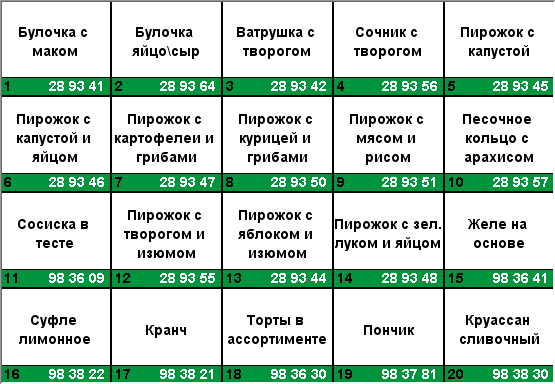 Булочка с
маком
1 28 93 41
Булочка
яйцо\сыр
2 28 93 64
Ватрушка с
творогом
3 28 93 42
Сочник с
творогом
4 28 93 56
Пирожок с
капустой
5 28 93 45
Пирожок с
капустой и
яйцом
6 28 93 46
Пирожок с
картофелеи и
грибами
7 28 93 47
Пирожок с
курицей и
грибами
8 28 93 50
Пирожок с
мясом и
рисом
9 28 93 51
Песочное
кольцо с
арахисом
10 28 93 57
Сосиска в
тесте
11 98 36 09
Пирожок с
творогом и
изюмом
12 28 93 55
Пирожок с
яблоком и
изюмом
13 28 93 44
Пирожок с зел.
луком и яйцом
14 28 93 48
Желе на
основе
15 98 36 41
Суфле
лимонное
16 98 38 22
Кранч
17 98 38 21
Торты в
ассортименте
18 98 36 30
Пончик
19 98 37 81
Круассан
сливочный
20 98 38 30